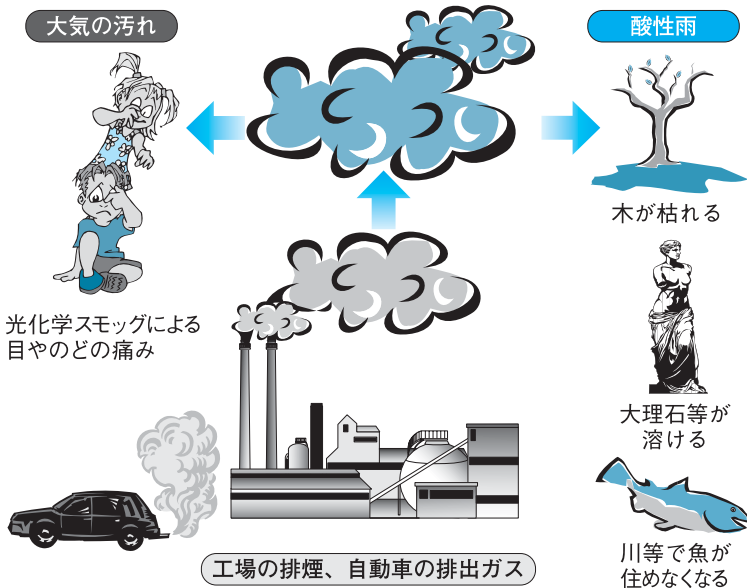 大気の汚れ
酸性雨
木が枯れる
光化学スモッグによる
目やのどの痛み
大理石等が
溶ける
川等で魚が
住めなくなる
工場の排煙、自動車の排出ガス